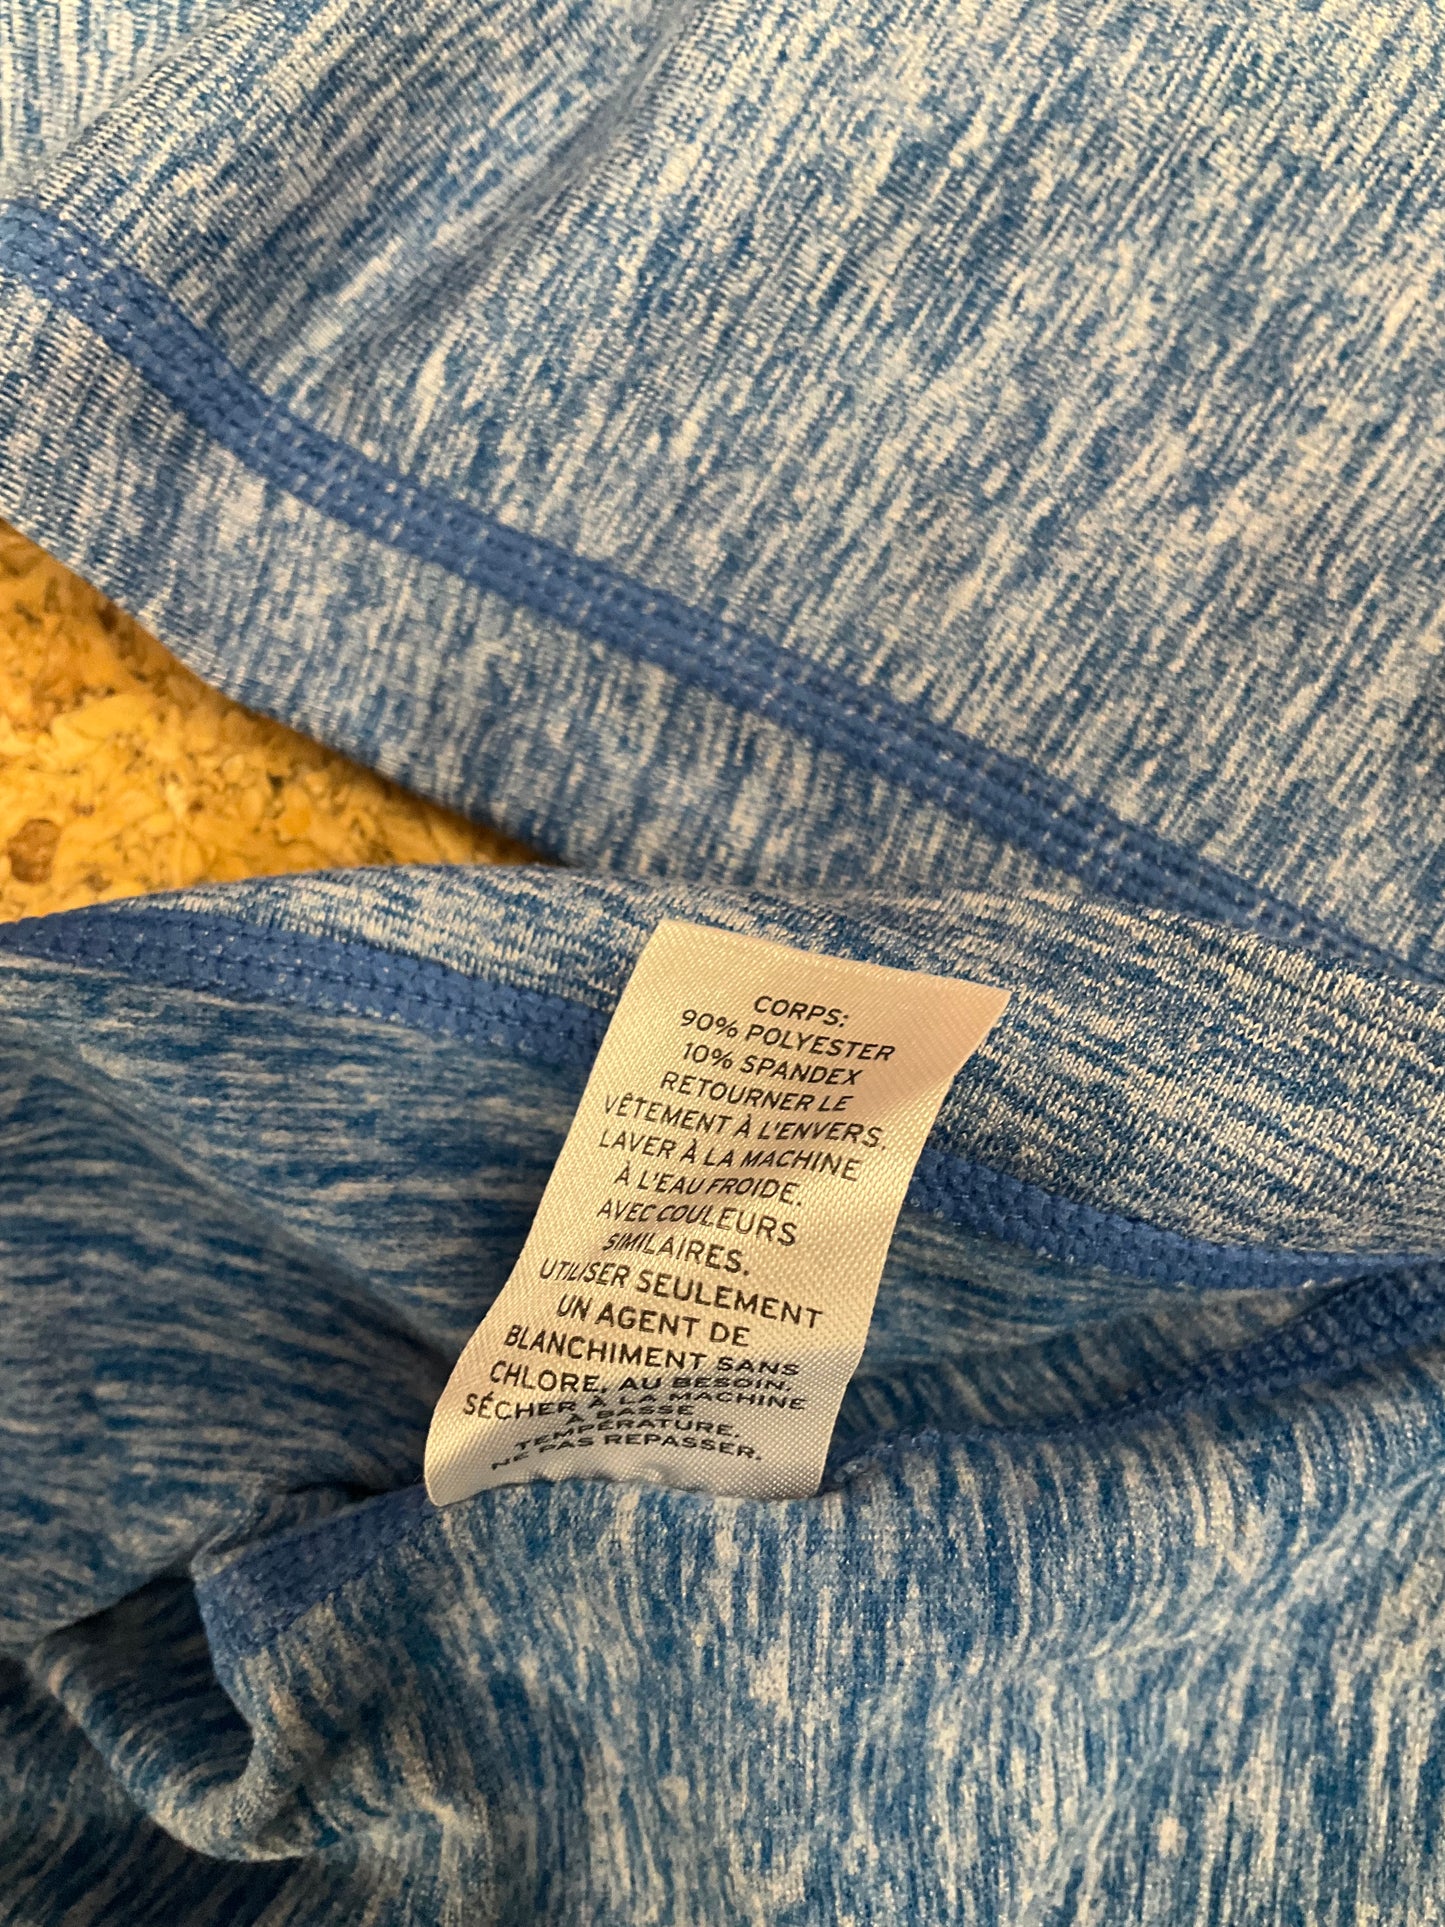 CORPS:
90% POLYESTER
10% SPANDEX
RETOURNER LE
VÊTEMENT À L'ENVERS.
LAVER À LA MACHINE
À L'EAU FROIDE.
AVEC COULEURS
SIMILAIRES.
UTILISER SEULEMENT
UN AGENT DE
BLANCHIMENT SANS
CHLORE, AU BESOIN.
SÉCHER À LA MACHINE
À BASSE
TEMPÉRATURE.
NE PAS REPASSER.